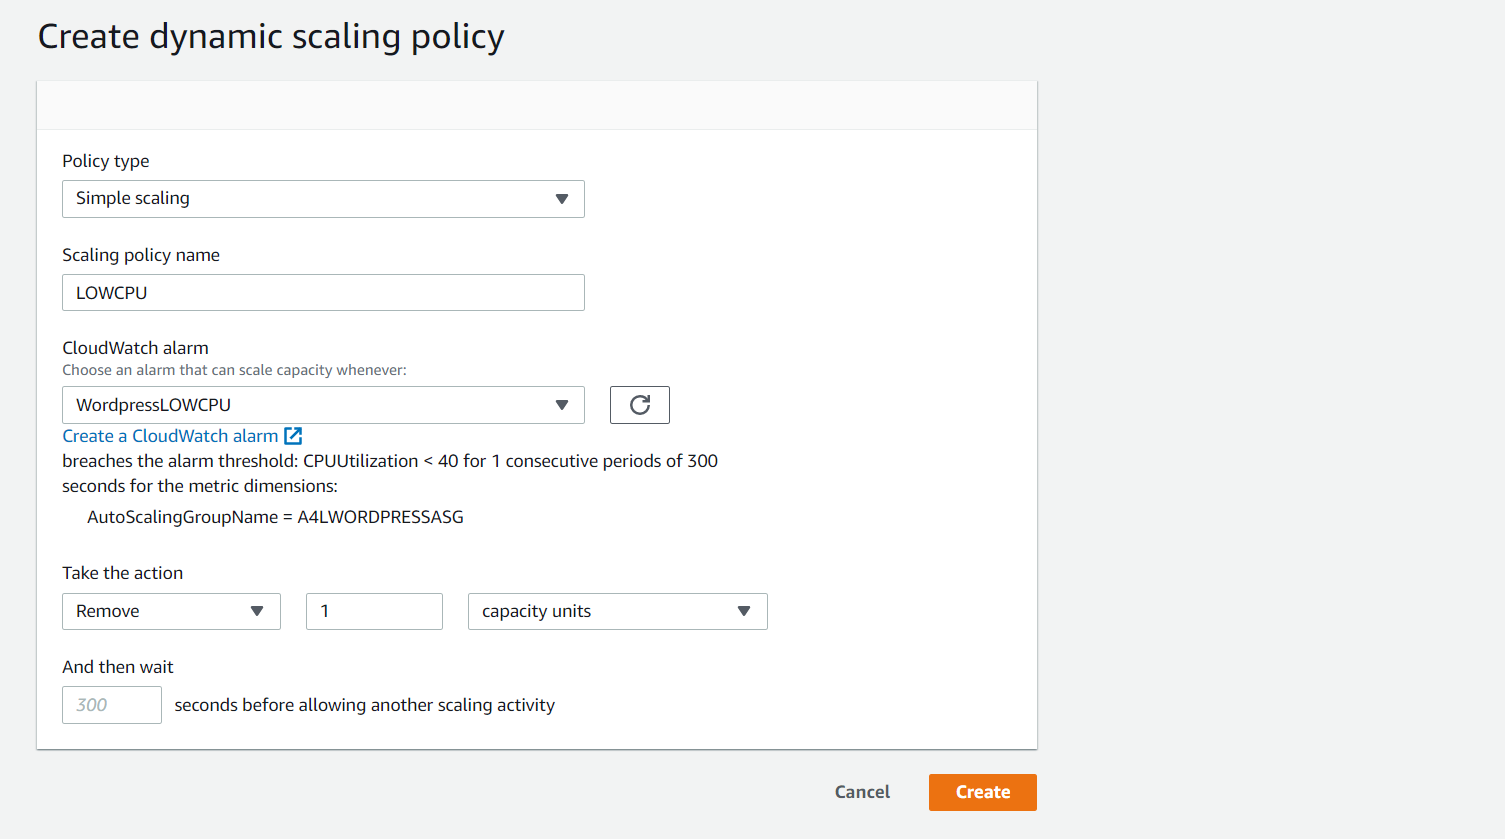 Create dynamic scaling policy
Policy type
Simple scaling
Scaling policy name
LOWCPU
CloudWatch alarm
Choose an alarm that can scale capacity whenever:
WordpressLOWCPU
Create a CloudWatch alarm
breaches the alarm threshold: CPUUtilization < 40 for 1 consecutive periods of 300
seconds for the metric dimensions:
AutoScalingGroupName = A4LWORDPRESSASG
Take the action
Remove 1 capacity units
And then wait
300 seconds before allowing another scaling activity
Cancel Create